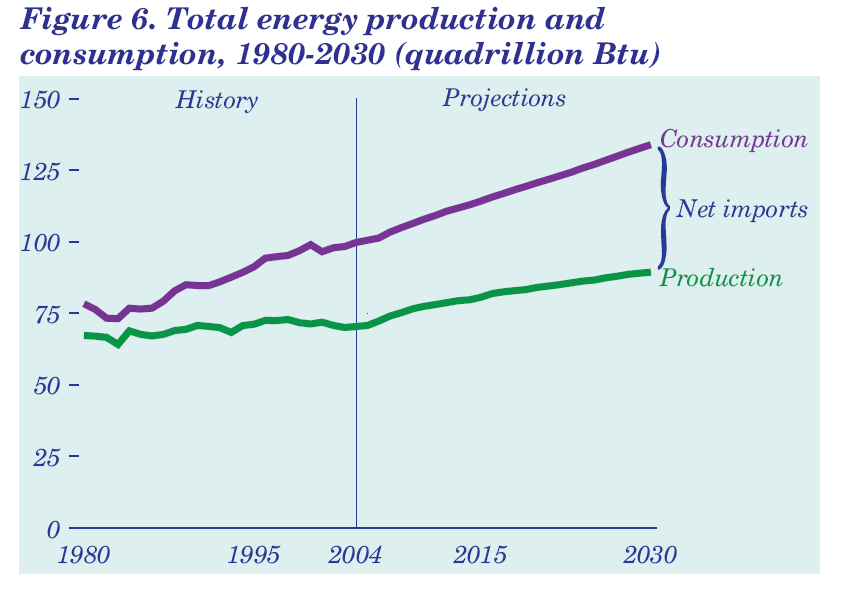 Figure 6. Total energy production and
consumption, 1980-2030 (quadrillion Btu)
150
History
Projections
Consumption
125
Net imports
100
Production
75
50
25
0
1980 1995 2004 2015 2030